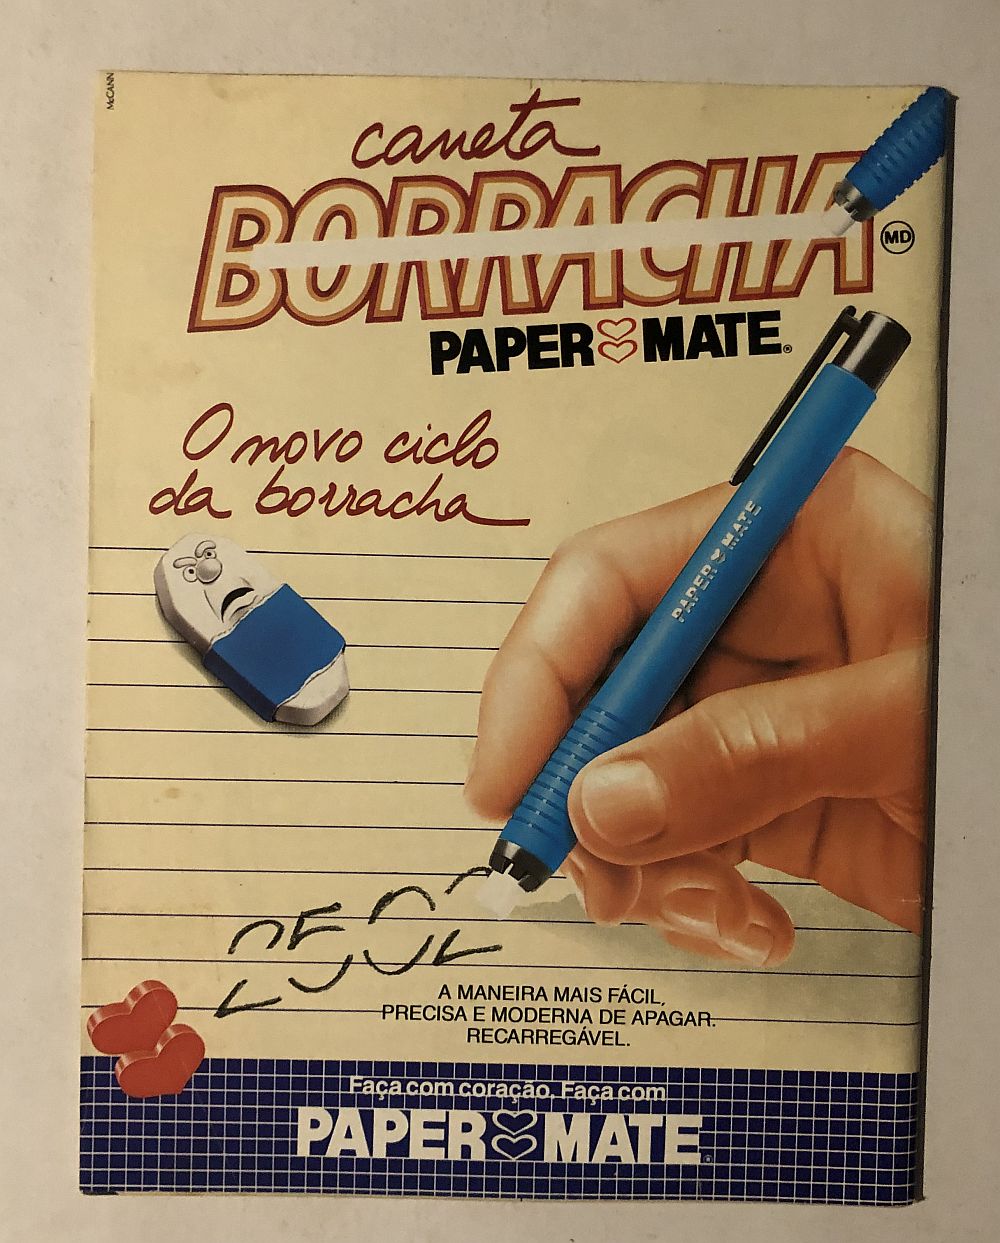 McCANN
caneta
BORRACHA
MD
PAPER MATE®
O novo ciclo
da borracha
PAPER MATE
A MANEIRA MAIS FÁCIL,
PRECISA E MODERNA DE APAGAR.
RECARREGÁVEL.
Faça com coração. Faça com
PAPER MATE®